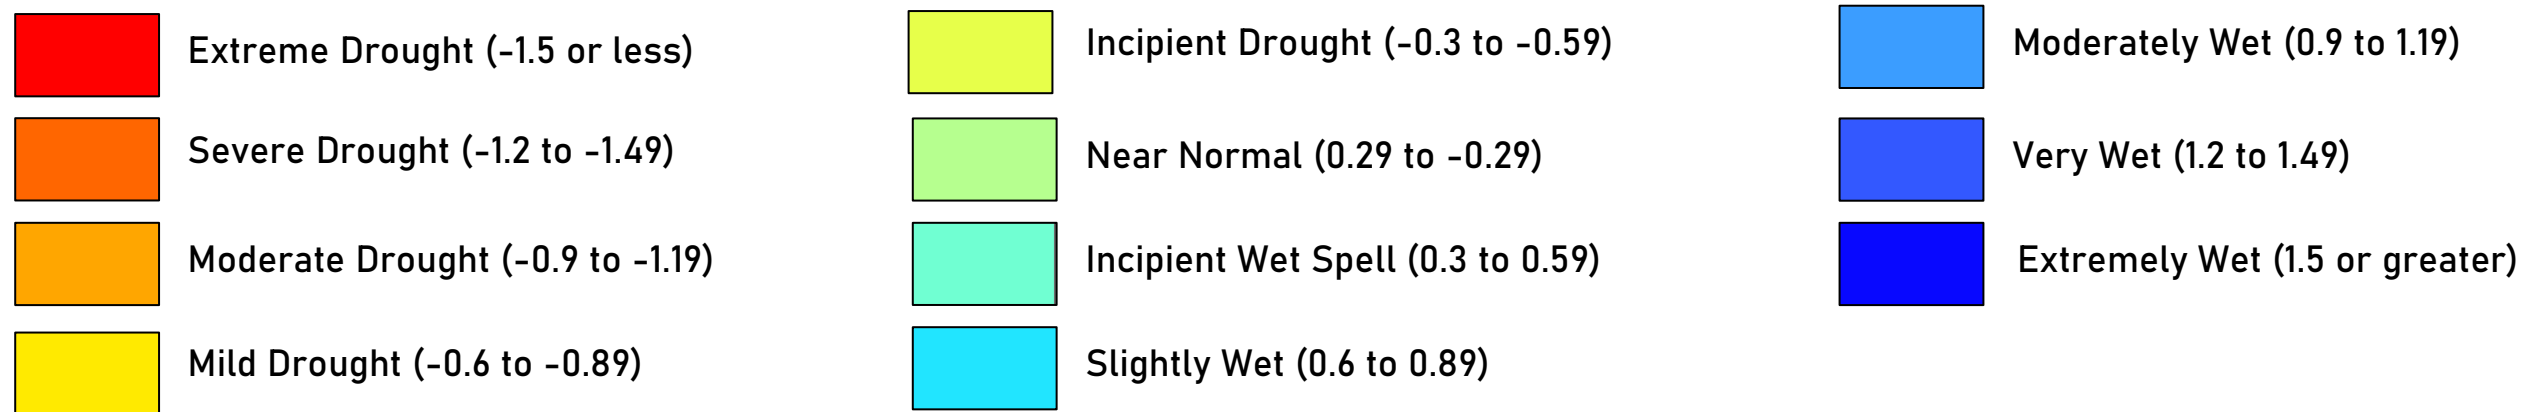 Extreme Drought (-1.5 or less)
Severe Drought (-1.2 to -1.49)
Moderate Drought (-0.9 to -1.19)
Mild Drought (-0.6 to -0.89)
Incipient Drought (-0.3 to -0.59)
Near Normal (0.29 to -0.29)
Incipient Wet Spell (0.3 to 0.59)
Slightly Wet (0.6 to 0.89)
Moderately Wet (0.9 to 1.19)
Very Wet (1.2 to 1.49)
Extremely Wet (1.5 or greater)